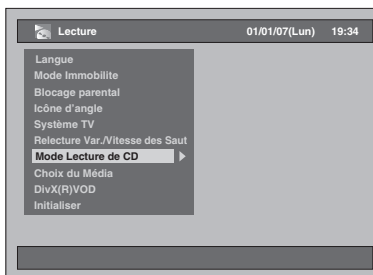 Lecture 01/01/07(Lun) 19:34
Langue
Mode Immobilite
Blocage parental
Icône d'angle
Système TV
Relecture Var./Vitesse des Saut
Mode Lecture de CD
Choix du Média
DivX(R)VOD
Initialiser